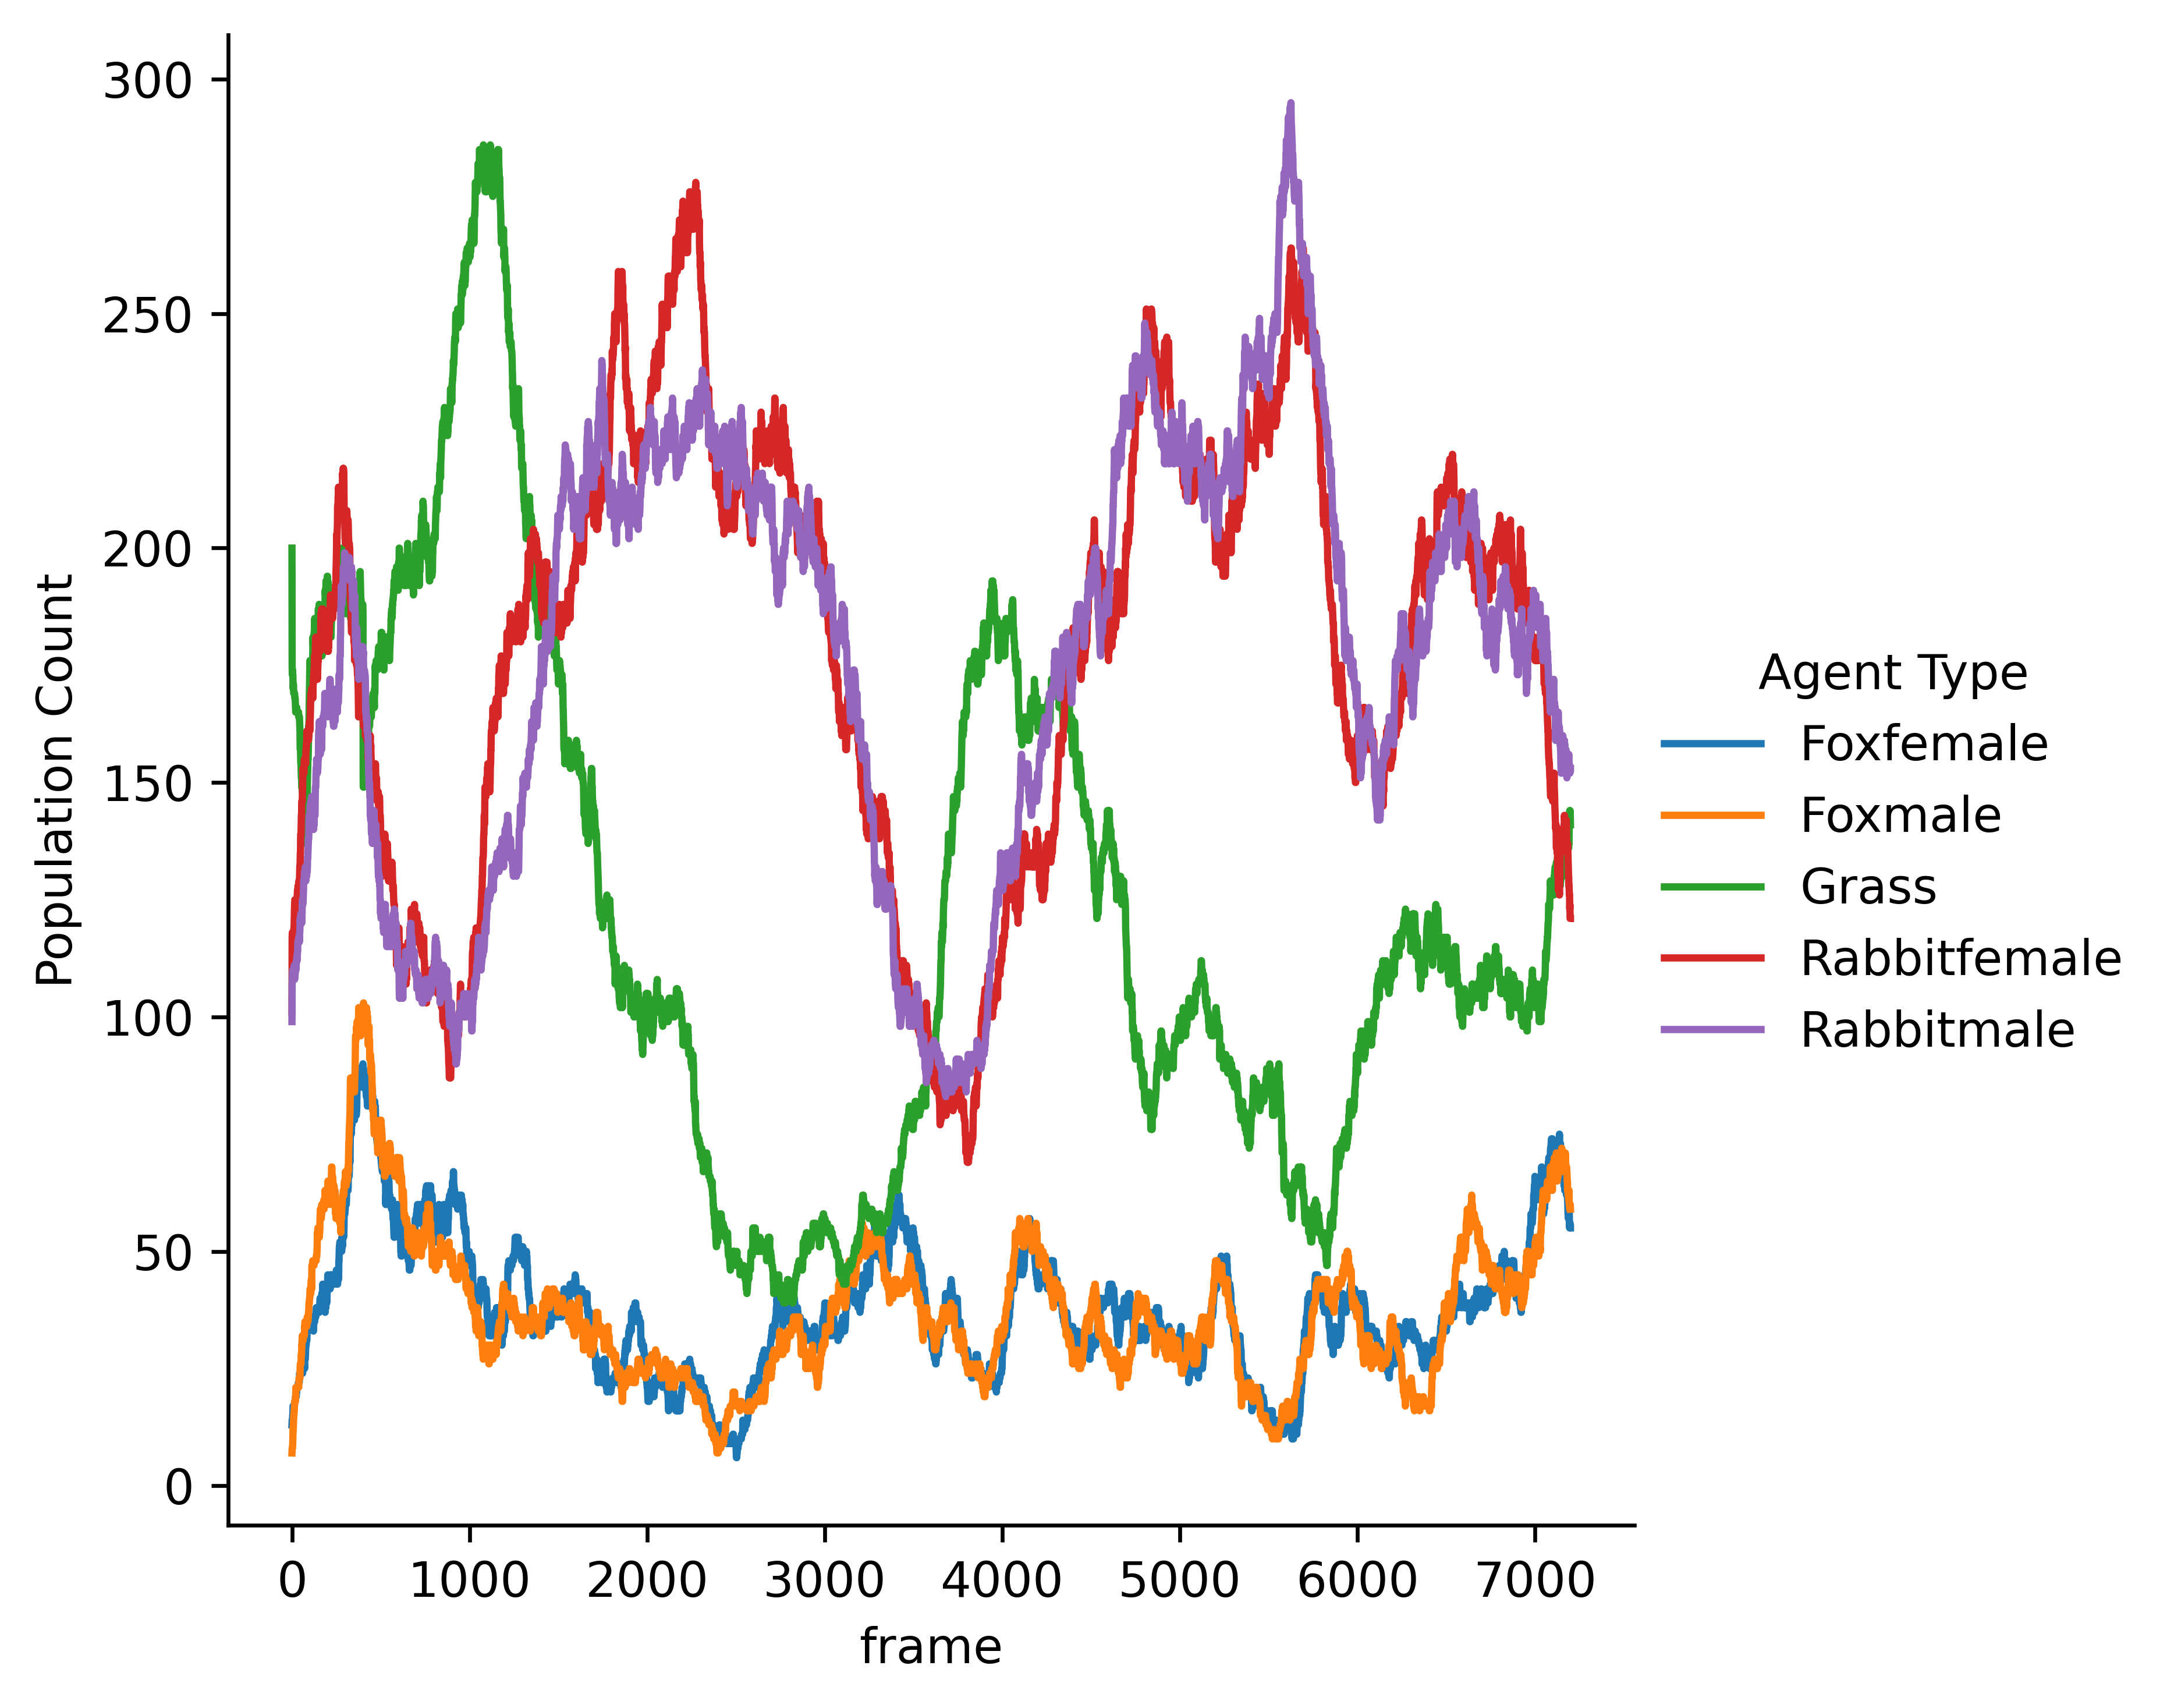 300
250
200
150
100
50
0
Population Count
0 1000 2000 3000 4000 5000 6000 7000
frame
Agent Type
Foxfemale
Foxmale
Grass
Rabbitfemale
Rabbitmale